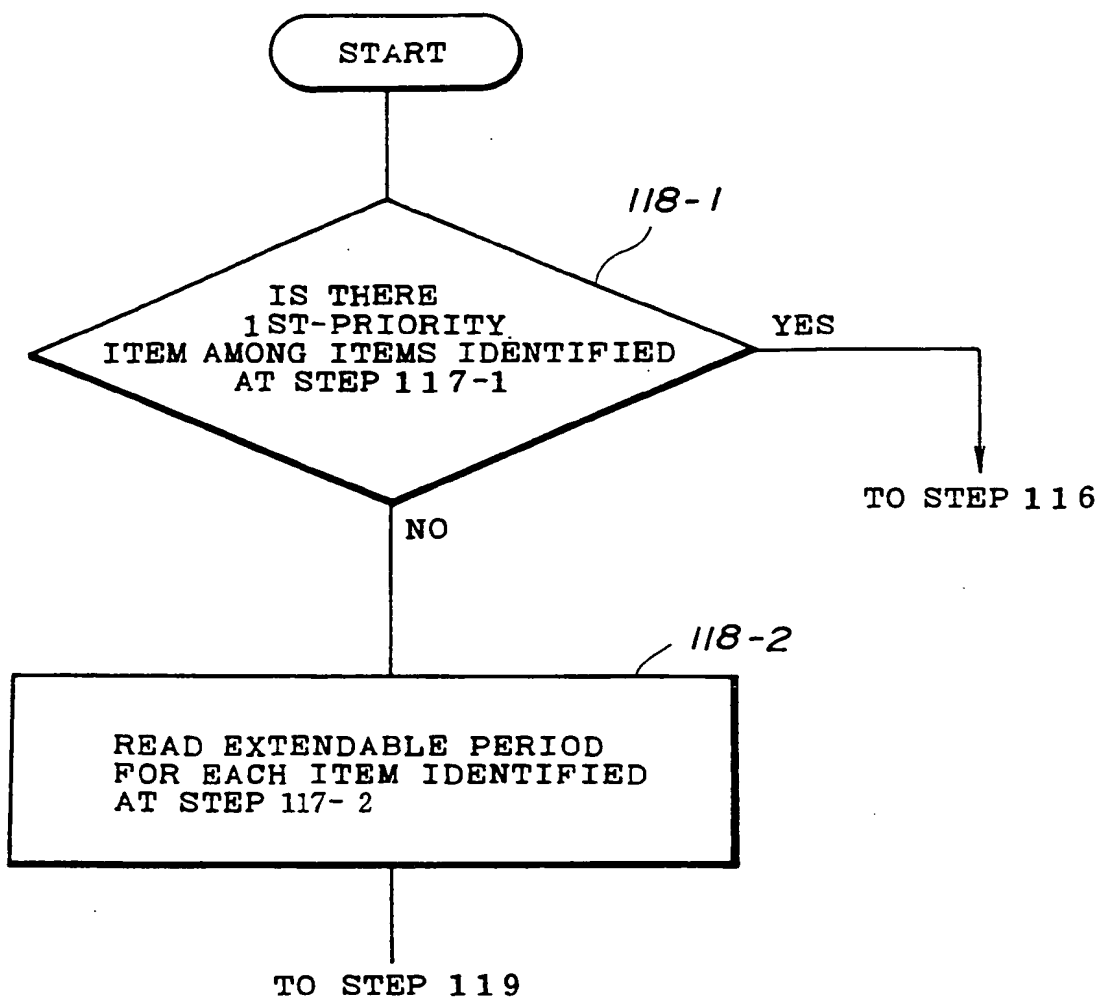 START
118-1
IS THERE
1ST-PRIORITY
ITEM AMONG ITEMS IDENTIFIED
AT STEP 117-1
YES
TO STEP 116
NO
118-2
READ EXTENDABLE PERIOD
FOR EACH ITEM IDENTIFIED
AT STEP 117-2
TO STEP 119